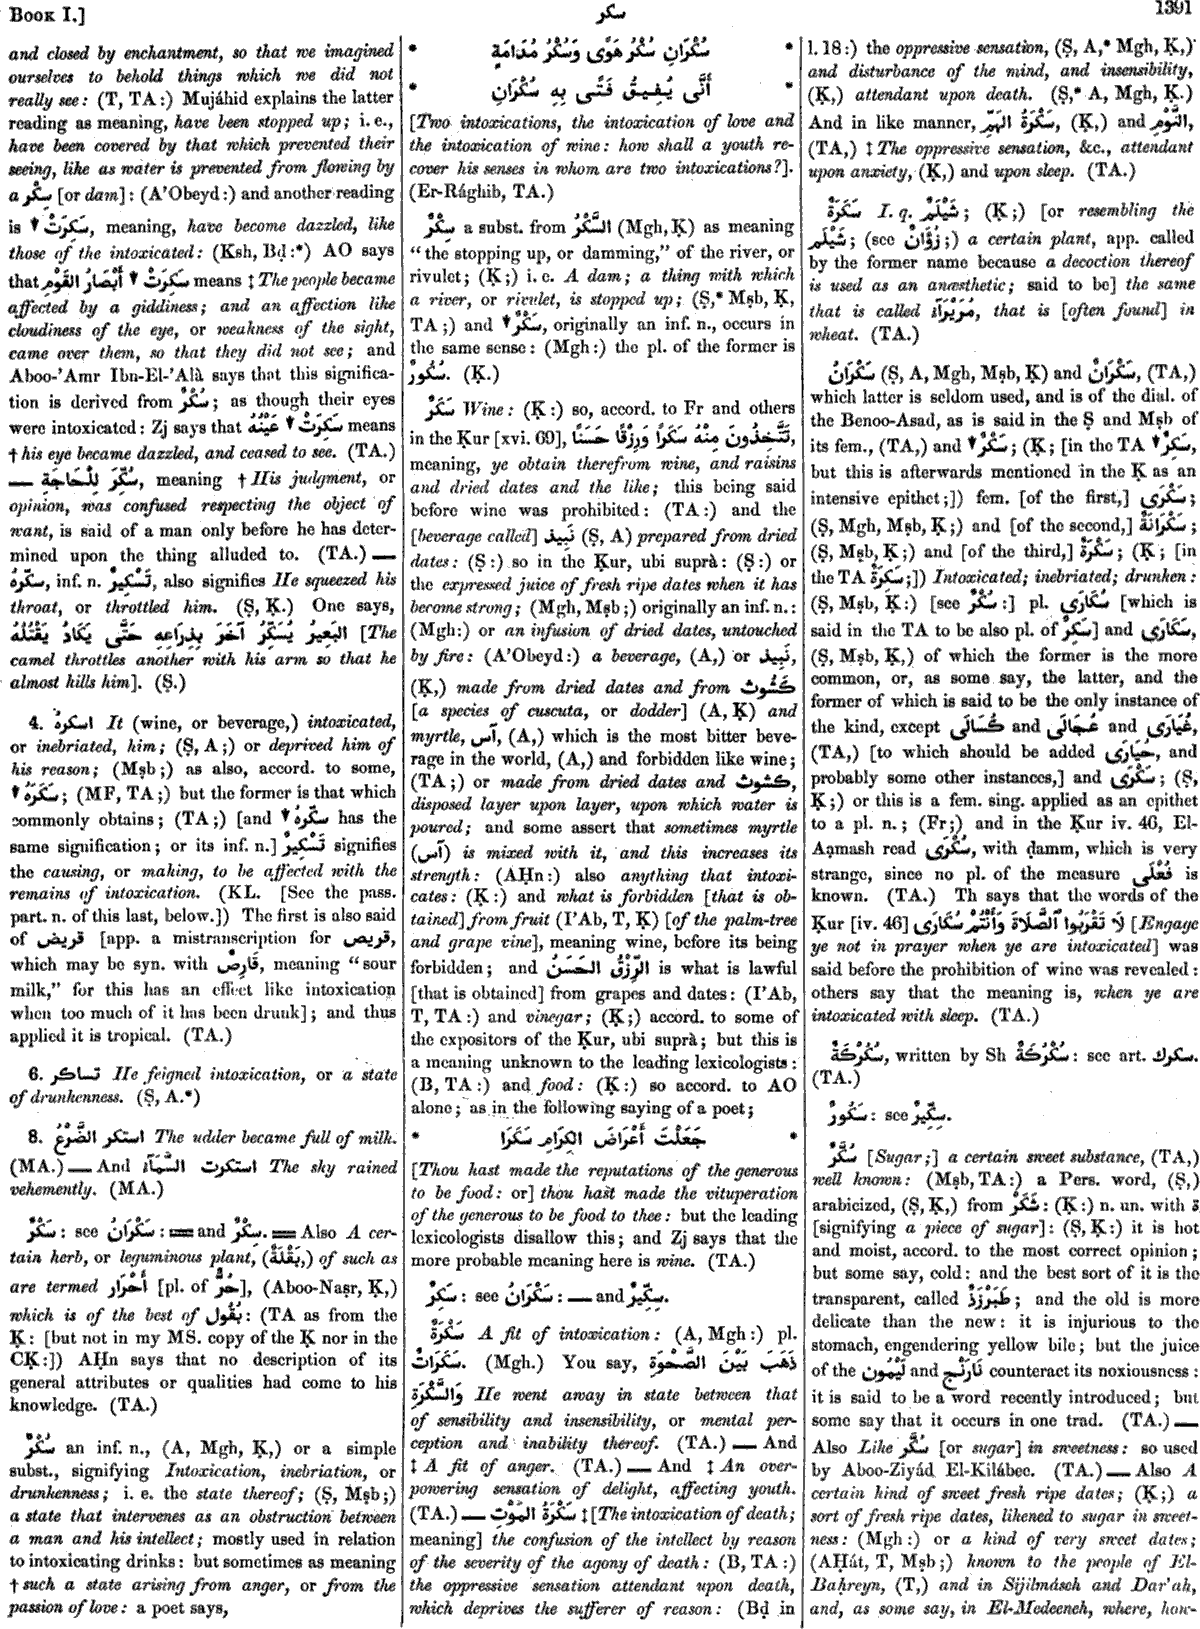 BOOK I.]
سكر
1391
and closed by enchantment, so that we imagined
ourselves to behold things which we did not
really see: (T, TA:) Mujáhid explains the latter
reading as meaning, have been stopped up; i. e.,
have been covered by that which prevented their
seeing, like as water is prevented from flowing by
a سِكْر [or dam]: (A'Obeyd:) and another reading
is ▼ سَكِرَتْ, meaning, have become dazzled, like
those of the intoxicated: (Ksh, Bḍ:*) AO says
that سَكِرَتْ ▼ أَبْصَارُ القَوْمِ means ‡ The people became
affected by a giddiness; and an affection like
cloudiness of the eye, or weakness of the sight,
came over them, so that they did not see; and
Aboo-'Amr Ibn-El-'Alà says that this significa-
tion is derived from سُكْرٌ; as though their eyes
were intoxicated: Zj says that سَكِرَتْ ▼ عَيْنُهُ means
† his eye became dazzled, and ceased to see. (TA.)
— سُكِّرَ لِلْحَاجَةِ, meaning † His judgment, or
opinion, was confused respecting the object of
want, is said of a man only before he has deter-
mined upon the thing alluded to. (TA.) —
سكّرهُ, inf. n. تَسْكِيرٌ, also signifies He squeezed his
throat, or throttled him. (Ṣ, Ḳ.) One says,
البَعِيرُ يُسَكِّرُ آخَرَ بِذِرَاعِهِ حَتَّى يَكَادُ يَقْتُلُهُ [The
camel throttles another with his arm so that he
almost kills him]. (Ṣ.)
4. اسكرهُ It (wine, or beverage,) intoxicated,
or inebriated, him; (Ṣ, A;) or deprived him of
his reason; (Mṣb;) as also, accord. to some,
▼ سَكَرَهُ; (MF, TA;) but the former is that which
commonly obtains; (TA;) [and ▼ سكّرهُ has the
same signification; or its inf. n.] تَسْكِيرٌ signifies
the causing, or making, to be affected with the
remains of intoxication. (KL. [See the pass.
part. n. of this last, below.]) The first is also said
of قريض [app. a mistranscription for قريص,
which may be syn. with قَارِصٌ, meaning "sour
milk," for this has an effect like intoxication
when too much of it has been drunk]; and thus
applied it is tropical. (TA.)
6. تساكر He feigned intoxication, or a state
of drunkenness. (Ṣ, A.*)
8. استكر الضَّرْعُ The udder became full of milk.
(MA.) — And استكرت السَّمَآءُ The sky rained
vehemently. (MA.)
سَكْرٌ: see سَكْرَانُ: = and سِكْرٌ. = Also A cer-
tain herb, or leguminous plant, (بَقْلَة,) of such as
are termed أَحْرَار [pl. of حُرٌّ], (Aboo-Naṣr, Ḳ,)
which is of the best of بُقُول: (TA as from the
Ḳ: [but not in my MS. copy of the Ḳ nor in the
CḲ:]) AḤn says that no description of its
general attributes or qualities had come to his
knowledge. (TA.)
سُكْرٌ an inf. n., (A, Mgh, Ḳ,) or a simple
subst., signifying Intoxication, inebriation, or
drunkenness; i. e. the state thereof; (Ṣ, Mṣb;)
a state that intervenes as an obstruction between
a man and his intellect; mostly used in relation
to intoxicating drinks: but sometimes as meaning
† such a state arising from anger, or from the
passion of love: a poet says,
* سُكْرَانِ سُكْرُ هَوًى وَسُكْرُ مُدَامَةٍ *
* أَنَّى يُفِيقُ فَتًى بِهِ سُكْرَانِ *
[Two intoxications, the intoxication of love and
the intoxication of wine: how shall a youth re-
cover his senses in whom are two intoxications?].
(Er-Rághib, TA.)
سِكْرٌ a subst. from السَّكْرُ (Mgh, Ḳ) as meaning
"the stopping up, or damming," of the river, or
rivulet; (Ḳ;) i. e. A dam; a thing with which
a river, or rivulet, is stopped up; (Ṣ,* Mṣb, Ḳ,
TA;) and ▼ سَكْرٌ, originally an inf. n., occurs in
the same sense: (Mgh:) the pl. of the former is
سُكُورٌ. (Ḳ.)
سَكَرٌ Wine: (Ḳ:) so, accord. to Fr and others
in the Ḳur [xvi. 69], تَتَّخِذُونَ مِنْهُ سَكَرًا وَرِزْقًا حَسَنًا,
meaning, ye obtain therefrom wine, and raisins
and dried dates and the like; this being said
before wine was prohibited: (TA:) and the
[beverage called] نَبِيذ (Ṣ, A) prepared from dried
dates: (Ṣ:) so in the Ḳur, ubi suprà: (Ṣ:) or
the expressed juice of fresh ripe dates when it has
become strong; (Mgh, Mṣb;) originally an inf. n.:
(Mgh:) or an infusion of dried dates, untouched
by fire: (A'Obeyd:) a beverage, (A,) or نَبِيذ,
(Ḳ,) made from dried dates and from كَشُوث
[a species of cuscuta, or dodder] (A, Ḳ) and
myrtle, آس, (A,) which is the most bitter beve-
rage in the world, (A,) and forbidden like wine;
(TA;) or made from dried dates and كشوث,
disposed layer upon layer, upon which water is
poured; and some assert that sometimes myrtle
(آس) is mixed with it, and this increases its
strength: (AḤn:) also anything that intoxi-
cates: (Ḳ:) and what is forbidden [that is ob-
tained] from fruit (I'Ab, T, Ḳ) [of the palm-tree
and grape vine], meaning wine, before its being
forbidden; and الرِّزْقُ الحَسَنُ is what is lawful
[that is obtained] from grapes and dates: (I'Ab,
T, TA:) and vinegar; (Ḳ;) accord. to some of
the expositors of the Ḳur, ubi suprà; but this is
a meaning unknown to the leading lexicologists:
(B, TA:) and food: (Ḳ:) so accord. to AO
alone; as in the following saying of a poet;
* جَعَلْتَ أَعْرَاضَ الكِرَامِ سَكَرَا *
[Thou hast made the reputations of the generous
to be food: or] thou hast made the vituperation
of the generous to be food to thee: but the leading
lexicologists disallow this; and Zj says that the
more probable meaning here is wine. (TA.)
سَكِرٌ: see سَكْرَانُ: — and سِكِّيرٌ.
سَكْرَةٌ A fit of intoxication: (A, Mgh:) pl.
سَكَرَاتٌ. (Mgh.) You say, ذَهَبَ بَيْنَ الصَّحْوَةِ
وَالسَّكْرَةِ He went away in state between that
of sensibility and insensibility, or mental per-
ception and inability thereof. (TA.) — And
‡ A fit of anger. (TA.) — And ‡ An over-
powering sensation of delight, affecting youth.
(TA.) — سَكْرَةُ المَوْتِ ‡ [The intoxication of death;
meaning] the confusion of the intellect by reason
of the severity of the agony of death: (B, TA:)
the oppressive sensation attendant upon death,
which deprives the sufferer of reason: (Bḍ in
l. 18:) the oppressive sensation, (Ṣ, A,* Mgh, Ḳ,)
and disturbance of the mind, and insensibility,
(Ḳ,) attendant upon death. (Ṣ,* A, Mgh, Ḳ.)
And in like manner, سَكْرَةُ الهَمِّ, (Ḳ,) and النَّوْمِ,
(TA,) ‡ The oppressive sensation, &c., attendant
upon anxiety, (Ḳ,) and upon sleep. (TA.)
سَكَرَةٌ I. q. شَيْلَمٌ; (Ḳ;) [or resembling the
شَيْلَم; (see زُؤَانٌ;) a certain plant, app. called
by the former name because a decoction thereof
is used as an anæsthetic; said to be] the same
that is called مُرَيْرَآء, that is [often found] in
wheat. (TA.)
سَكْرَانُ (Ṣ, A, Mgh, Mṣb, Ḳ) and سَكْرَانٌ, (TA,)
which latter is seldom used, and is of the dial. of
the Benoo-Asad, as is said in the Ṣ and Mṣb of
its fem., (TA,) and ▼ سَكْرٌ; (Ḳ; [in the TA ▼ سَكِرٌ,
but this is afterwards mentioned in the Ḳ as an
intensive epithet;]) fem. [of the first,] سَكْرَى;
(Ṣ, Mgh, Mṣb, Ḳ;) and [of the second,] سَكْرَانَةٌ;
(Ṣ, Mṣb, Ḳ;) and [of the third,] سَكْرَةٌ; (Ḳ; [in
the TA سَكِرَةٌ;]) Intoxicated; inebriated; drunken:
(Ṣ, Mṣb, Ḳ:) [see سُكْرٌ:] pl. سُكَارَى [which is
said in the TA to be also pl. of سَكِرٌ] and سَكَارَى,
(Ṣ, Mṣb, Ḳ,) of which the former is the more
common, or, as some say, the latter, and the
former of which is said to be the only instance of
the kind, except كُسَالَى and عُجَالَى and غُيَارَى,
(TA,) [to which should be added حُيَارَى, and
probably some other instances,] and سَكْرَى; (Ṣ,
Ḳ;) or this is a fem. sing. applied as an epithet
to a pl. n.; (Fr;) and in the Ḳur iv. 46, El-
Aạmash read سُكْرَى, with ḍamm, which is very
strange, since no pl. of the measure فُعْلَى is
known. (TA.) Th says that the words of the
Ḳur [iv. 46] لَا تَقْرَبُوا ٱلصَّلَاةَ وَأَنْتُمْ سُكَارَى [Engage
ye not in prayer when ye are intoxicated] was
said before the prohibition of wine was revealed:
others say that the meaning is, when ye are
intoxicated with sleep. (TA.)
سُكُرْكَةٌ, written by Sh سُكْرُكَةٌ: see art. سكرك.
(TA.)
سَكُورٌ: see سِكِّيرٌ.
سُكَّرٌ [Sugar;] a certain sweet substance, (TA,)
well known: (Mṣb, TA:) a Pers. word, (Ṣ,)
arabicized, (Ṣ, Ḳ,) from شَكَرْ: (Ḳ:) n. un. with ة
[signifying a piece of sugar]: (Ṣ, Ḳ:) it is hot
and moist, accord. to the most correct opinion;
but some say, cold: and the best sort of it is the
transparent, called طَبَرْزَذ; and the old is more
delicate than the new: it is injurious to the
stomach, engendering yellow bile; but the juice
of the لَيْمُون and نَارَنْج counteract its noxiousness:
it is said to be a word recently introduced; but
some say that it occurs in one trad. (TA.) —
Also Like سُكَّر [or sugar] in sweetness: so used
by Aboo-Ziyád El-Kilábee. (TA.) — Also A
certain kind of sweet fresh ripe dates; (Ḳ;) a
sort of fresh ripe dates, likened to sugar in sweet-
ness: (Mgh:) or a kind of very sweet dates;
(AḤát, T, Mṣb;) known to the people of El-
Baḥreyn, (T,) and in Sijilmáseh and Dar'ah,
and, as some say, in El-Medeeneh, where, how-